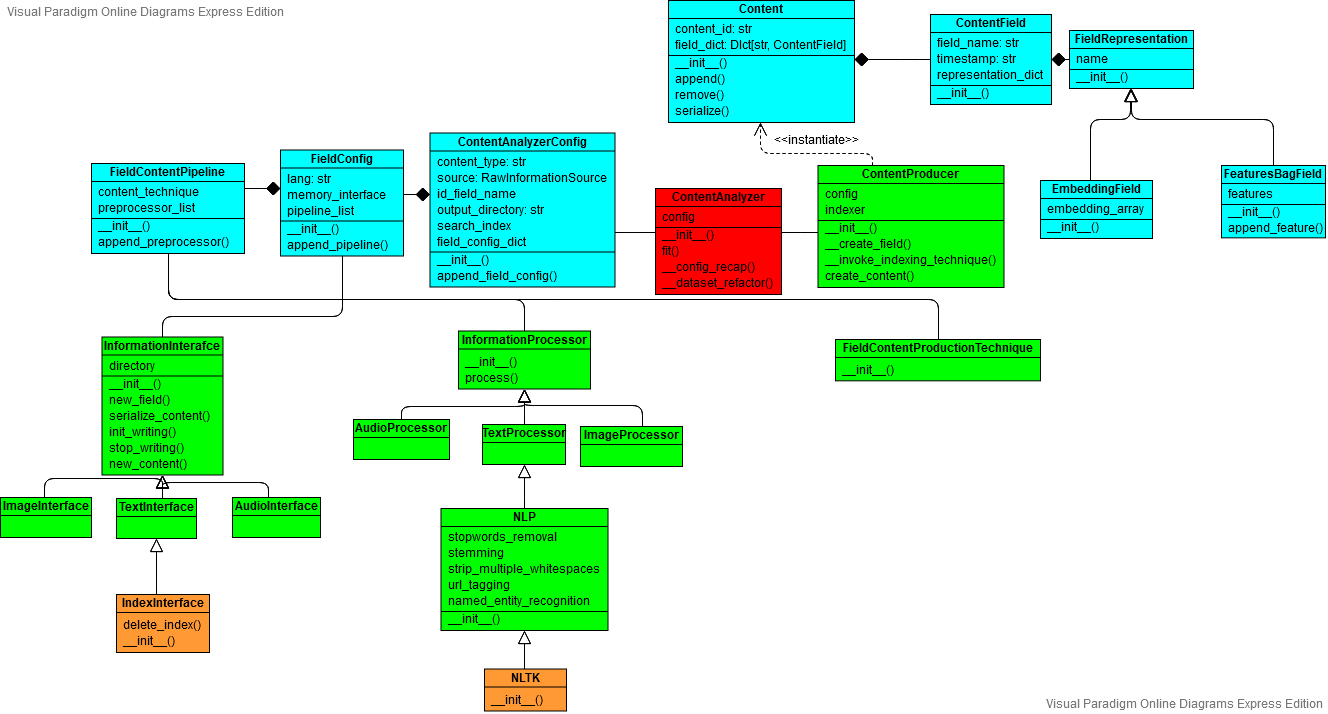 Visual Paradigm Online Diagrams Express Edition
Content
content_id: str
field_dict: DIct[str, ContentField]
__init__()
append()
remove()
serialize()
ContentField
field_name: str
timestamp: str
representation_dict
__init__()
FieldRepresentation
name
__init__()
<<instantiate>>
FieldContentPipeline
content_technique
preprocessor_list
__init__()
append_preprocessor()
FieldConfig
lang: str
memory_interface
pipeline_list
__init__()
append_pipeline()
ContentAnalyzerConfig
content_type: str
source: RawInformationSource
id_field_name
output_directory: str
search_index
field_config_dict
__init__()
append_field_config()
ContentAnalyzer
config
__init__()
fit()
__config_recap()
__dataset_refactor()
ContentProducer
config
indexer
__init__()
__create_field()
__invoke_indexing_technique()
create_content()
EmbeddingField
embedding_array
__init__()
FeaturesBagField
features
__init__()
append_feature()
InformationInterafce
directory
__init__()
new_field()
serialize_content()
init_writing()
stop_writing()
new_content()
InformationProcessor
__init__()
process()
FieldContentProductionTechnique
__init__()
AudioProcessor
TextProcessor
ImageProcessor
ImageInterface
TextInterface
AudioInterface
NLP
stopwords_removal
stemming
strip_multiple_whitespaces
url_tagging
named_entity_recognition
__init__()
IndexInterface
delete_index()
__init__()
NLTK
__init__()
Visual Paradigm Online Diagrams Express Edition